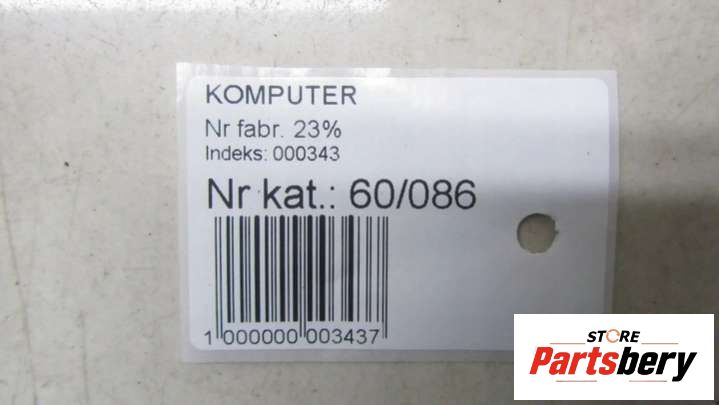 KOMPUTER
Nr fabr. 23%
Indeks: 000343
Nr kat.: 60/086
1 000000 003437
STORE
Partsbery